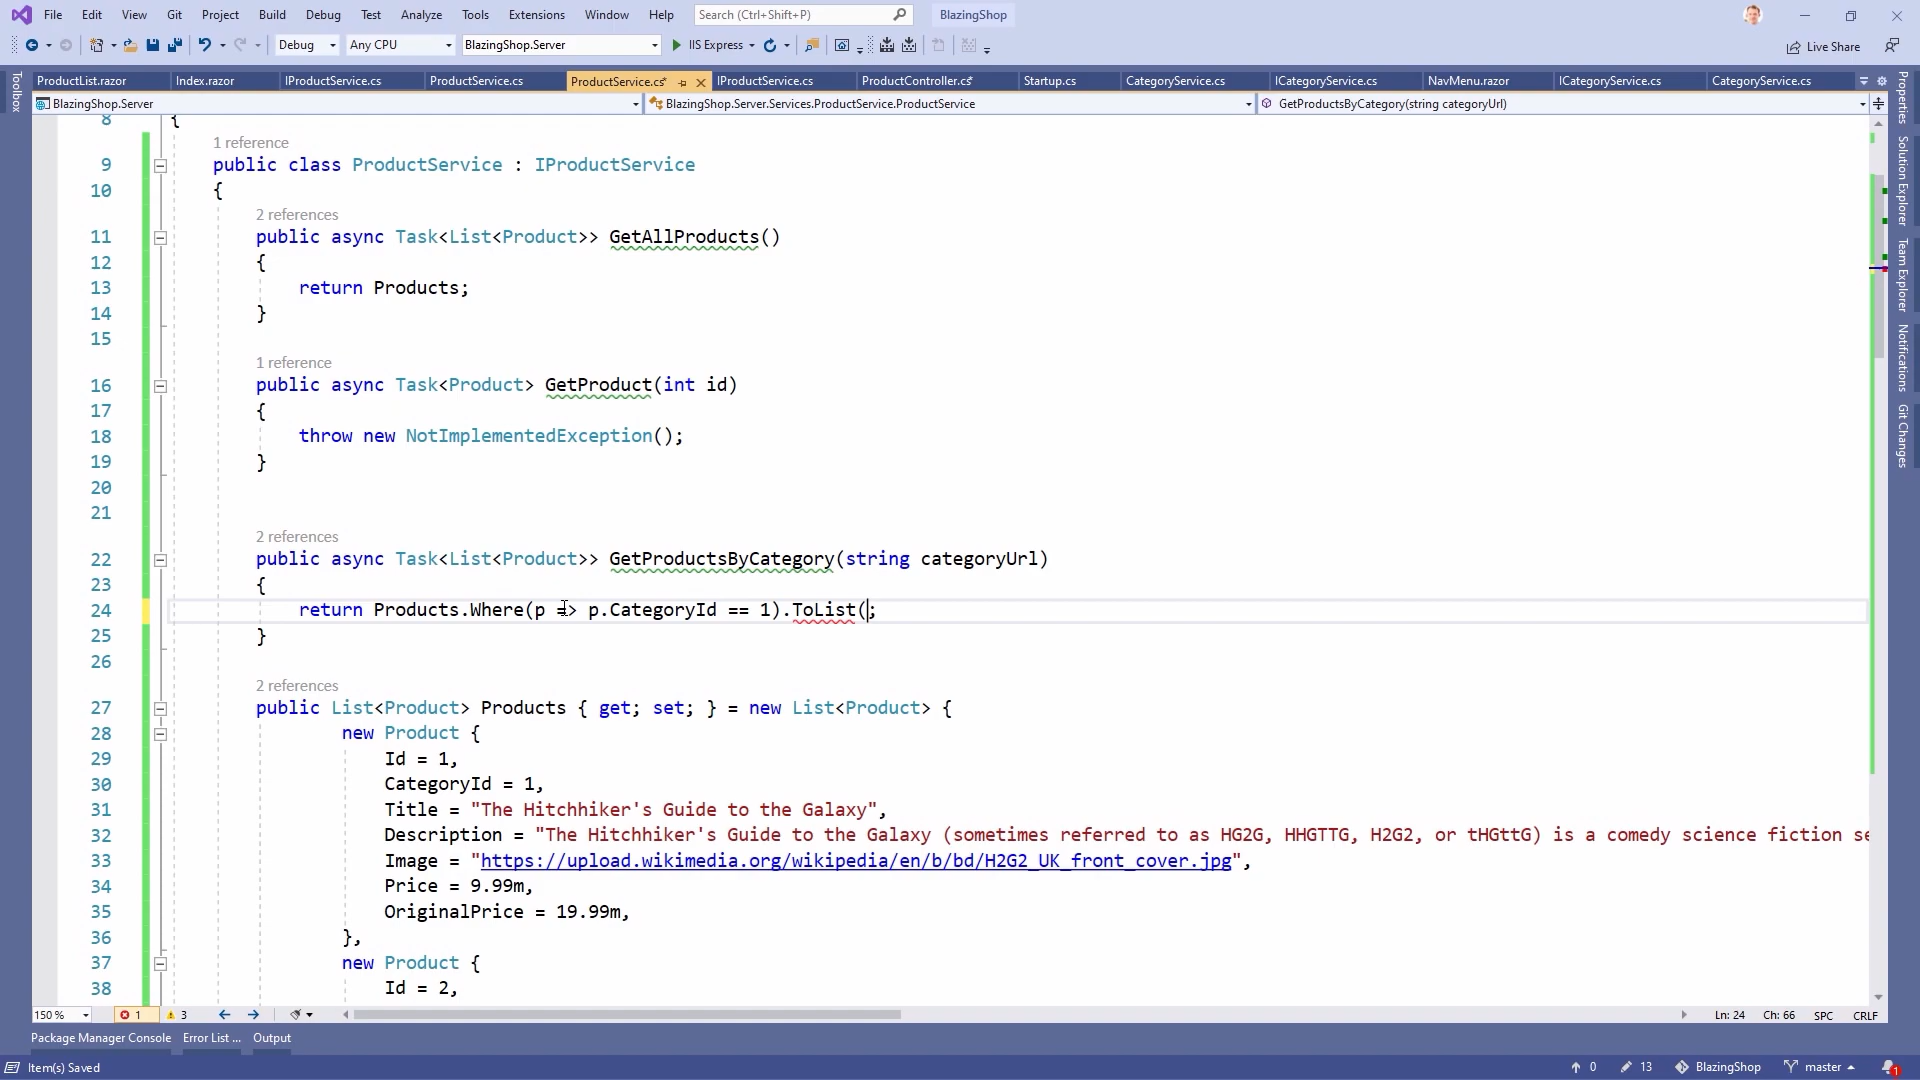 File Edit View Git Project Build Debug Test Analyze Tools Extensions Window Help Search (Ctrl+Shift+P) BlazingShop
Debug Any CPU BlazingShop.Server IIS Express Live Share
ProductList.razor Index.razor IProductService.cs ProductService.cs ProductService.cs* IProductService.cs ProductController.cs* Startup.cs CategoryService.cs ICategoryService.cs NavMenu.razor ICategoryService.cs CategoryService.cs
BlazingShop.Server BlazingShop.Server.Services.ProductService.ProductService GetProductsByCategory(string categoryUrl)
Toolbox
Properties
Solution Explorer
Team Explorer
Notifications
Git Changes
8 {
1 reference
9 public class ProductService : IProductService
10 {
2 references
11 public async Task<List<Product>> GetAllProducts()
12 {
13 return Products;
14 }
15
1 reference
16 public async Task<Product> GetProduct(int id)
17 {
18 throw new NotImplementedException();
19 }
20
21
2 references
22 public async Task<List<Product>> GetProductsByCategory(string categoryUrl)
23 {
24 return Products.Where(p => p.CategoryId == 1).ToList(;
25 }
26
2 references
27 public List<Product> Products { get; set; } = new List<Product> {
28 new Product {
29 Id = 1,
30 CategoryId = 1,
31 Title = "The Hitchhiker's Guide to the Galaxy",
32 Description = "The Hitchhiker's Guide to the Galaxy (sometimes referred to as HG2G, HHGTTG, H2G2, or tHGttG) is a comedy science fiction se
33 Image = "https://upload.wikimedia.org/wikipedia/en/b/bd/H2G2_UK_front_cover.jpg",
34 Price = 9.99m,
35 OriginalPrice = 19.99m,
36 },
37 new Product {
38 Id = 2,
150 % 1 3 Ln: 24 Ch: 66 SPC CRLF
Package Manager Console Error List ... Output
Item(s) Saved 0 13 BlazingShop master 1